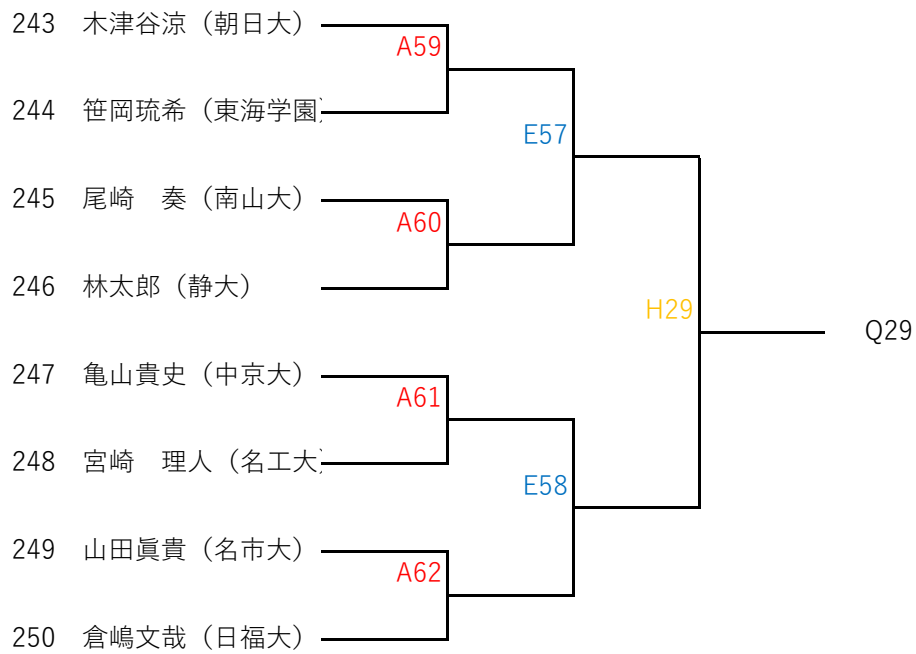 243 木津谷涼（朝日大）
A59
244 笹岡琉希（東海学園）
E57
245 尾崎　奏（南山大）
A60
246 林太郎（静大）
H29
Q29
247 亀山貴史（中京大）
A61
248 宮崎　理人（名工大）
E58
249 山田眞貴（名市大）
A62
250 倉嶋文哉（日福大）